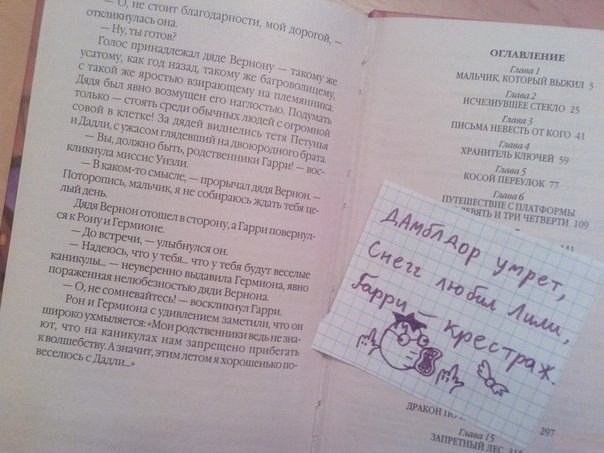 — О, не стоит благодарности, мой дорогой, —
откликнулась она.
— Ну, ты готов?
Голос принадлежал дяде Вернону — такому же
усатому, как год назад, такому же багроволицему,
с такой же яростью взирающему на племянника.
Дядя был явно возмущен его наглостью. Подумать
только — стоять среди обычных людей с огромной
совой в клетке! За дядей виднелись тетя Петунья
и Дадли, с ужасом глядевший на двоюродного брата.
— Вы, должно быть, родственники Гарри! — вос-
кликнула миссис Уизли.
— В каком-то смысле, — прорычал дядя Вернон. —
Поторопись, мальчик, я не собираюсь ждать тебя це-
лый день.
Дядя Вернон отошел в сторону, а Гарри повернул-
ся к Рону и Гермионе.
— До встречи, — улыбнулся он.
— Надеюсь, что у тебя... что у тебя будут веселые
каникулы... — неуверенно выдавила Гермиона, явно
пораженная нелюбезностью дяди Вернона.
— О, не сомневайтесь! — воскликнул Гарри.
Рон и Гермиона с удивлением заметили, что он
широко ухмыляется: «Мои родственники ведь не зна-
ют, что на каникулах нам запрещено прибегать
к волшебству. А значит, этим летом я хорошенько по-
веселюсь с Дадли...»
ОГЛАВЛЕНИЕ
Глава 1
МАЛЬЧИК, КОТОРЫЙ ВЫЖИЛ 5
Глава 2
ИСЧЕЗНУВШЕЕ СТЕКЛО 25
Глава 3
ПИСЬМА НЕВЕСТЬ ОТ КОГО 41
Глава 4
ХРАНИТЕЛЬ КЛЮЧЕЙ 59
Глава 5
КОСОЙ ПЕРЕУЛОК 77
Глава 6
ПУТЕШЕСТВИЕ С ПЛАТФОРМЫ
ДЕВЯТЬ И ТРИ ЧЕТВЕРТИ 109
141
ДАМБЛДОР умрет,
Снегг любил Лили,
Гарри — крестраж.
ДРАКОН
297
Глава 15
ЗАПРЕТНЫЙ ЛЕС